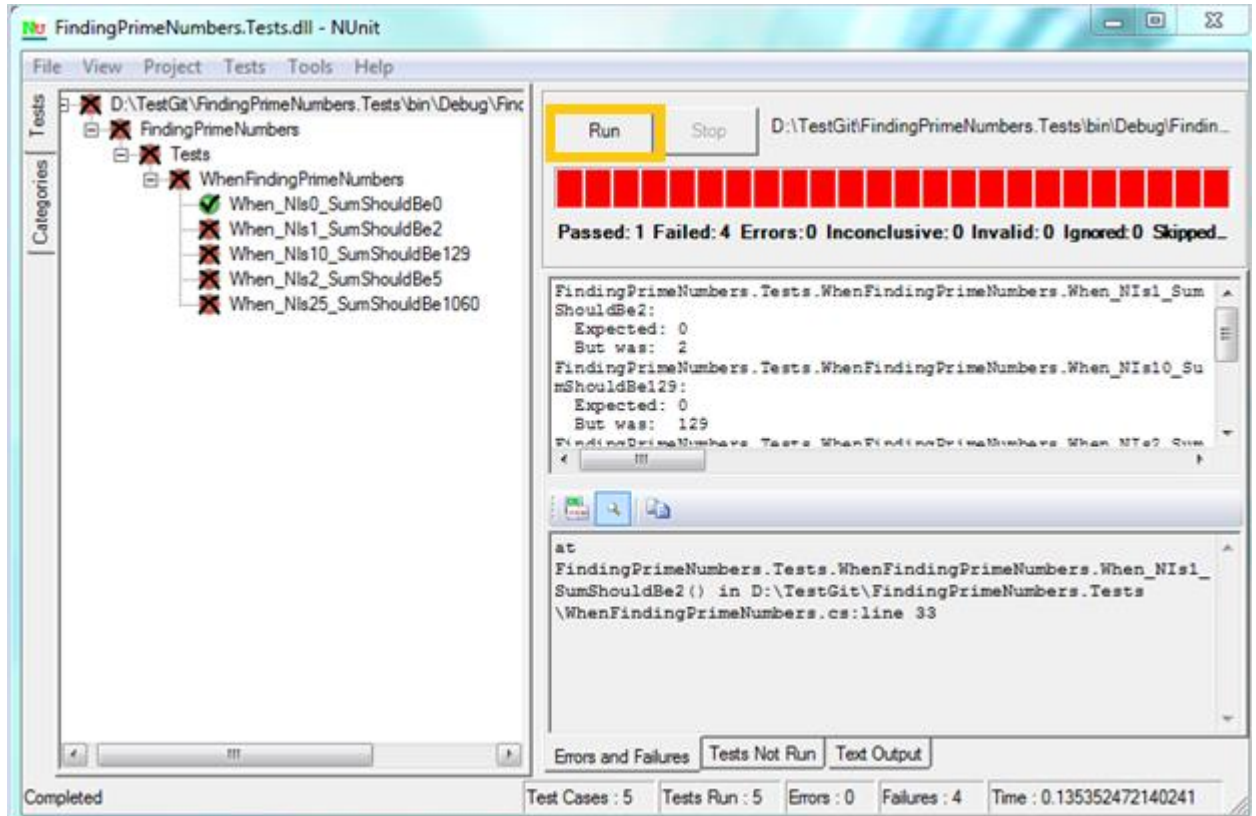 Nu FindingPrimeNumbers.Tests.dll - NUnit
File View Project Tests Tools Help
Tests
Categories
D:\TestGit\FindingPrimeNumbers.Tests\bin\Debug\Finc
FindingPrimeNumbers
Tests
WhenFindingPrimeNumbers
When_NIs0_SumShouldBe0
When_NIs1_SumShouldBe2
When_NIs10_SumShouldBe129
When_NIs2_SumShouldBe5
When_NIs25_SumShouldBe1060
Run Stop D:\TestGit\FindingPrimeNumbers.Tests\bin\Debug\Findin...
Passed: 1 Failed: 4 Errors: 0 Inconclusive: 0 Invalid: 0 Ignored: 0 Skipped...
FindingPrimeNumbers.Tests.WhenFindingPrimeNumbers.When_NIs1_Sum
ShouldBe2:
Expected: 0
But was: 2
FindingPrimeNumbers.Tests.WhenFindingPrimeNumbers.When_NIs10_Su
mShouldBe129:
Expected: 0
But was: 129
FindingPrimeNumbers.Tests.WhenFindingPrimeNumbers.When_NIs2_Sum
at
FindingPrimeNumbers.Tests.WhenFindingPrimeNumbers.When_NIs1_
SumShouldBe2() in D:\TestGit\FindingPrimeNumbers.Tests
\WhenFindingPrimeNumbers.cs:line 33
Errors and Failures Tests Not Run Text Output
Completed Test Cases : 5 Tests Run : 5 Errors : 0 Failures : 4 Time : 0.135352472140241